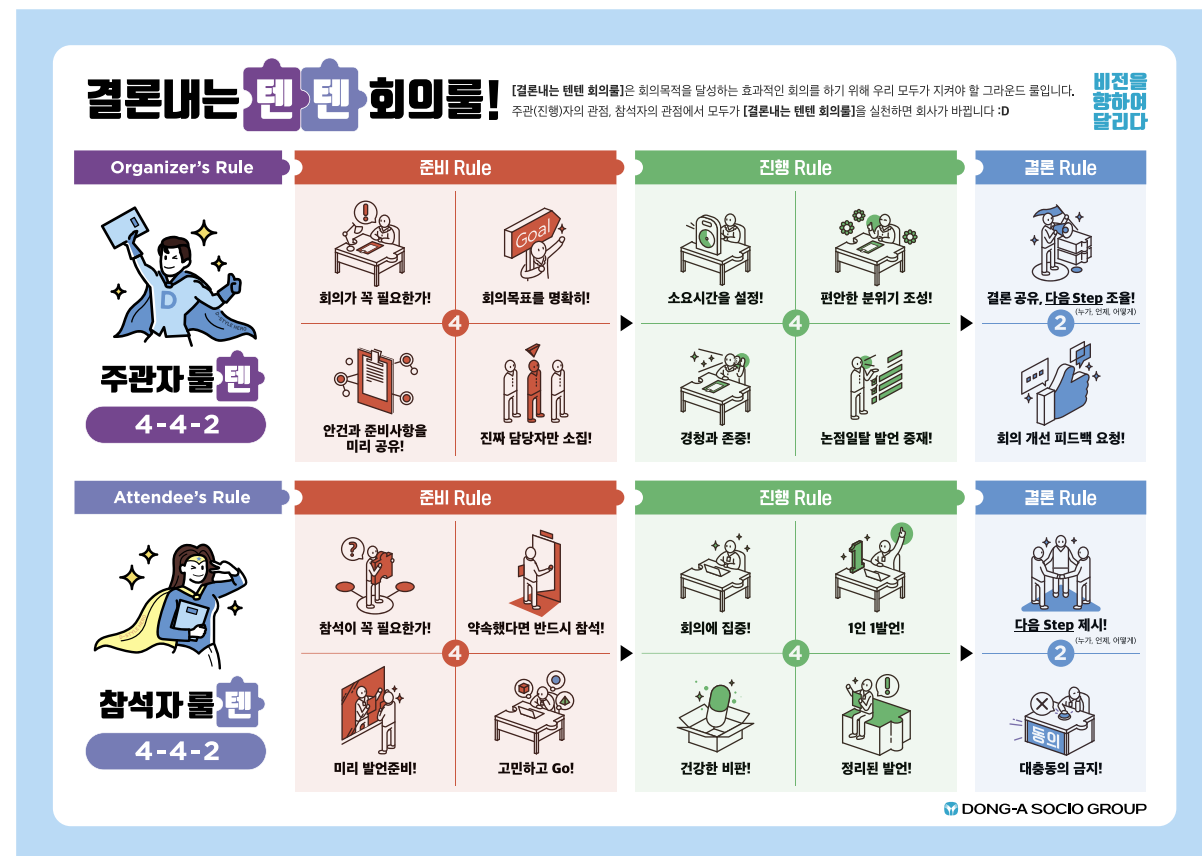 결론내는 텐 텐 회의룰!
[결론내는 텐텐 회의룰]은 회의목적을 달성하는 효과적인 회의를 하기 위해 우리 모두가 지켜야 할 그라운드 룰입니다.
주관(진행)자의 관점, 참석자의 관점에서 모두가 [결론내는 텐텐 회의룰]을 실천하면 회사가 바뀝니다 :D
비전을
향하여
달리다
Organizer's Rule
준비 Rule
진행 Rule
결론 Rule
D
D-STYLE HERO
주관자 룰 텐
4-4-2
Goal
회의가 꼭 필요한가!
회의목표를 명확히!
4
안건과 준비사항을
미리 공유!
진짜 담당자만 소집!
소요시간을 설정!
편안한 분위기 조성!
4
경청과 존중!
논점일탈 발언 중재!
결론 공유, 다음 Step 조율!
(누가, 언제, 어떻게)
2
회의 개선 피드백 요청!
Attendee's Rule
준비 Rule
진행 Rule
결론 Rule
참석자 룰 텐
4-4-2
?
참석이 꼭 필요한가!
약속했다면 반드시 참석!
4
미리 발언준비!
고민하고 Go!
1
회의에 집중!
1인 1발언!
4
건강한 비판!
정리된 발언!
다음 Step 제시!
(누가, 언제, 어떻게)
2
동의
대충동의 금지!
DONG-A SOCIO GROUP